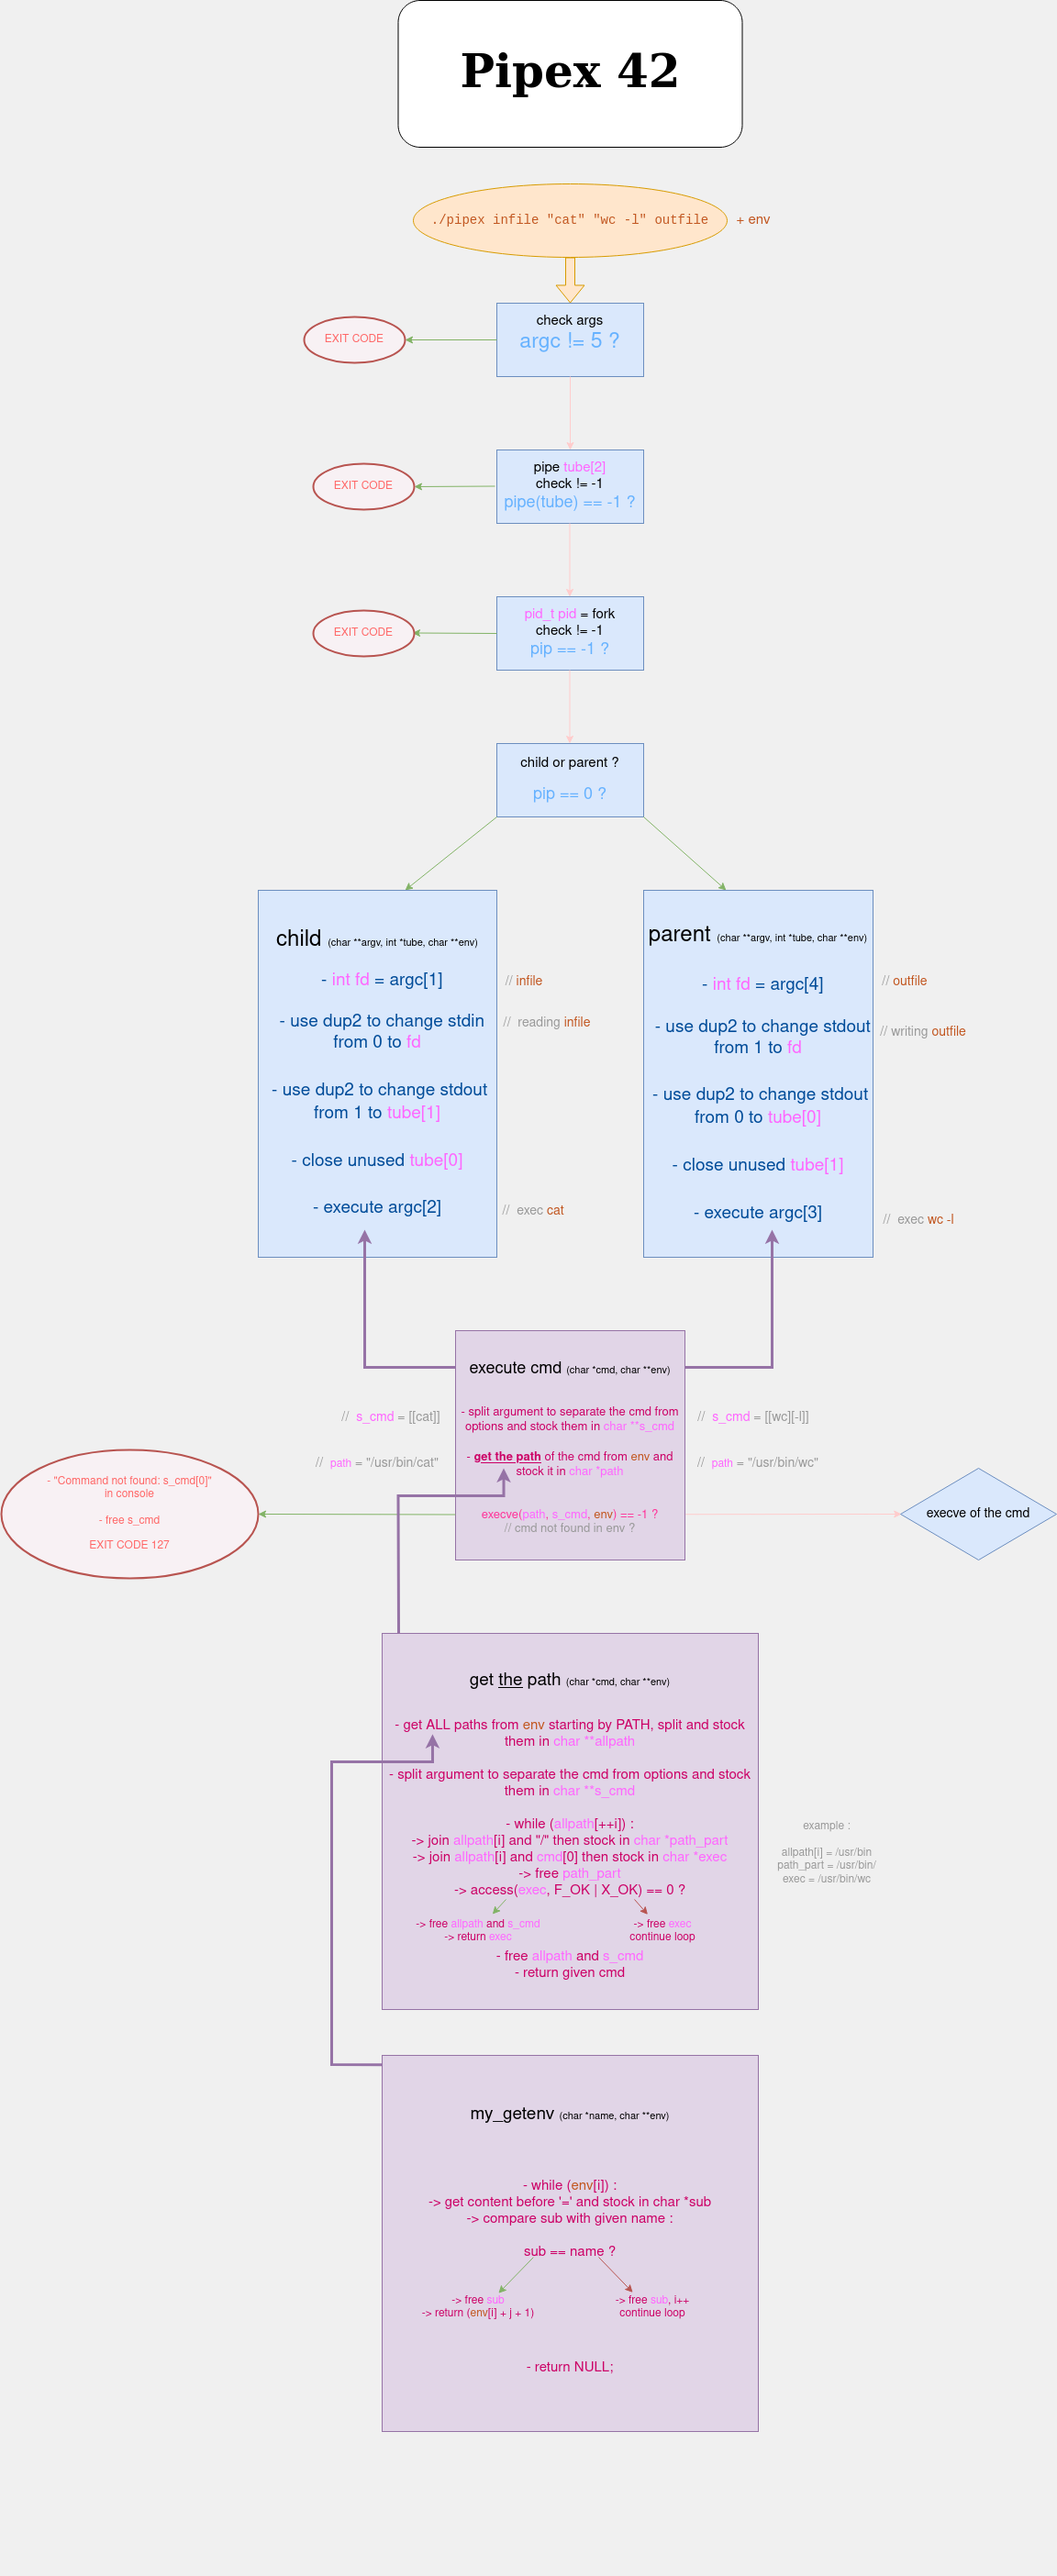 Pipex 42
./pipex infile "cat" "wc -l" outfile
+ env
check args
argc != 5 ?
EXIT CODE
pipe tube[2]
check != -1
pipe(tube) == -1 ?
EXIT CODE
pid_t pid = fork
check != -1
pip == -1 ?
EXIT CODE
child or parent ?
pip == 0 ?
child (char **argv, int *tube, char **env)
- int fd = argc[1]
// infile
- use dup2 to change stdin
from 0 to fd
// reading infile
- use dup2 to change stdout
from 1 to tube[1]
- close unused tube[0]
- execute argc[2]
// exec cat
parent (char **argv, int *tube, char **env)
- int fd = argc[4]
// outfile
- use dup2 to change stdout
from 1 to fd
// writing outfile
- use dup2 to change stdout
from 0 to tube[0]
- close unused tube[1]
- execute argc[3]
// exec wc -l
execute cmd (char *cmd, char **env)
- split argument to separate the cmd from
options and stock them in char **s_cmd
// s_cmd = [[cat]]
// s_cmd = [[wc][-l]]
- get the path of the cmd from env and
stock it in char *path
// path = "/usr/bin/cat"
// path = "/usr/bin/wc"
execve(path, s_cmd, env) == -1 ?
// cmd not found in env ?
- "Command not found: s_cmd[0]"
in console
- free s_cmd
EXIT CODE 127
execve of the cmd
get the path (char *cmd, char **env)
- get ALL paths from env starting by PATH, split and stock
them in char **allpath
- split argument to separate the cmd from options and stock
them in char **s_cmd
- while (allpath[++i]) :
-> join allpath[i] and "/" then stock in char *path_part
-> join allpath[i] and cmd[0] then stock in char *exec
-> free path_part
-> access(exec, F_OK | X_OK) == 0 ?
-> free allpath and s_cmd
-> return exec
-> free exec
continue loop
- free allpath and s_cmd
- return given cmd
example :
allpath[i] = /usr/bin
path_part = /usr/bin/
exec = /usr/bin/wc
my_getenv (char *name, char **env)
- while (env[i]) :
-> get content before '=' and stock in char *sub
-> compare sub with given name :
sub == name ?
-> free sub
-> return (env[i] + j + 1)
-> free sub, i++
continue loop
- return NULL;